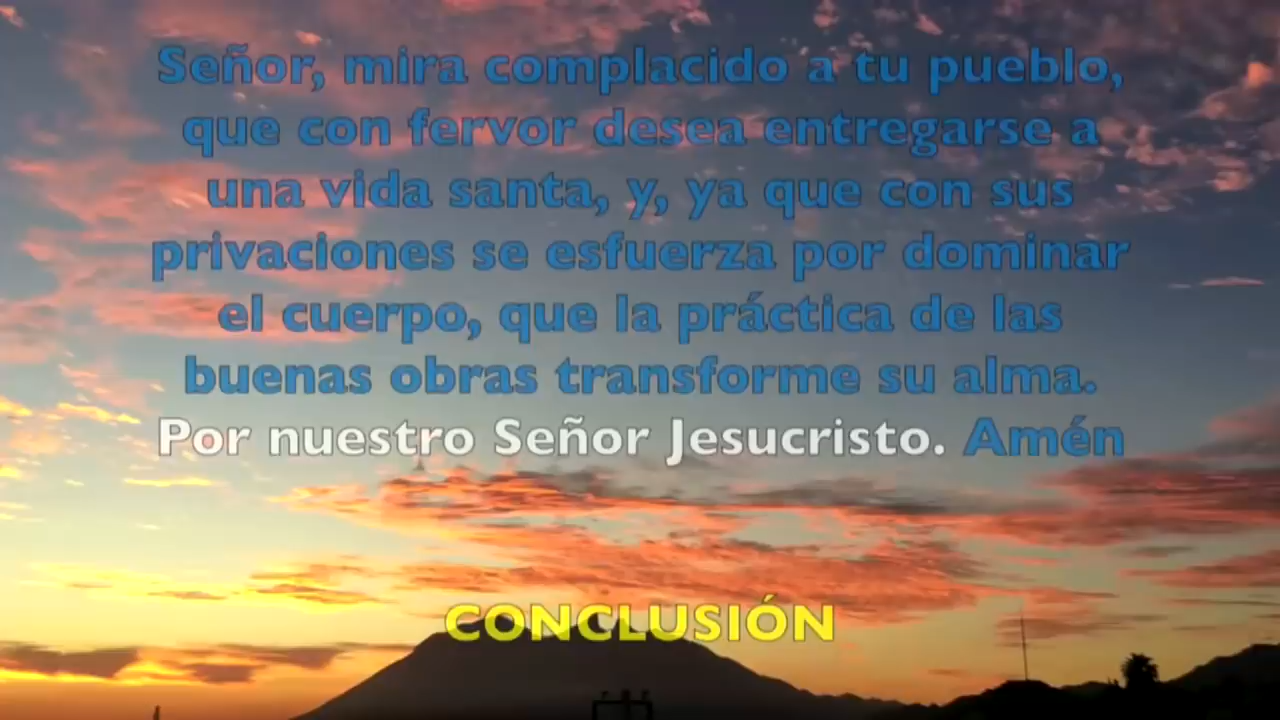 Señor, mira complacido a tu pueblo,
que con fervor desea entregarse a
una vida santa, y, ya que con sus
privaciones se esfuerza por dominar
el cuerpo, que la práctica de las
buenas obras transforme su alma.
Por nuestro Señor Jesucristo. Amén
CONCLUSIÓN